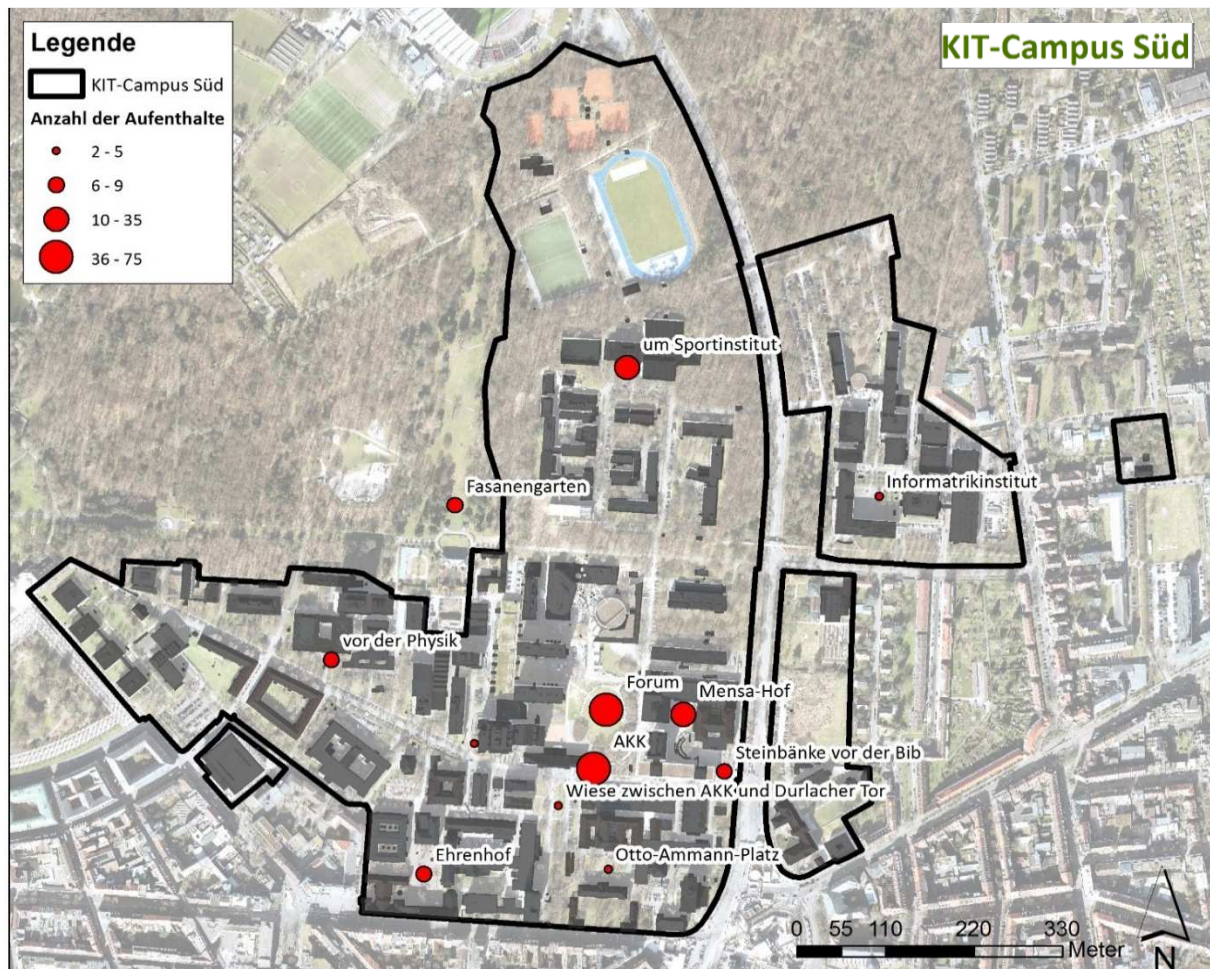 Legende
KIT-Campus Süd
Anzahl der Aufenthalte
2 - 5
6 - 9
10 - 35
36 - 75
KIT-Campus Süd
um Sportinstitut
Informatrikinstitut
Fasanengarten
vor der Physik
Forum
Mensa-Hof
AKK
Steinbänke vor der Bib
Wiese zwischen AKK und Durlacher Tor
Ehrenhof
Otto-Ammann-Platz
0 55 110 220 330
Meter
N